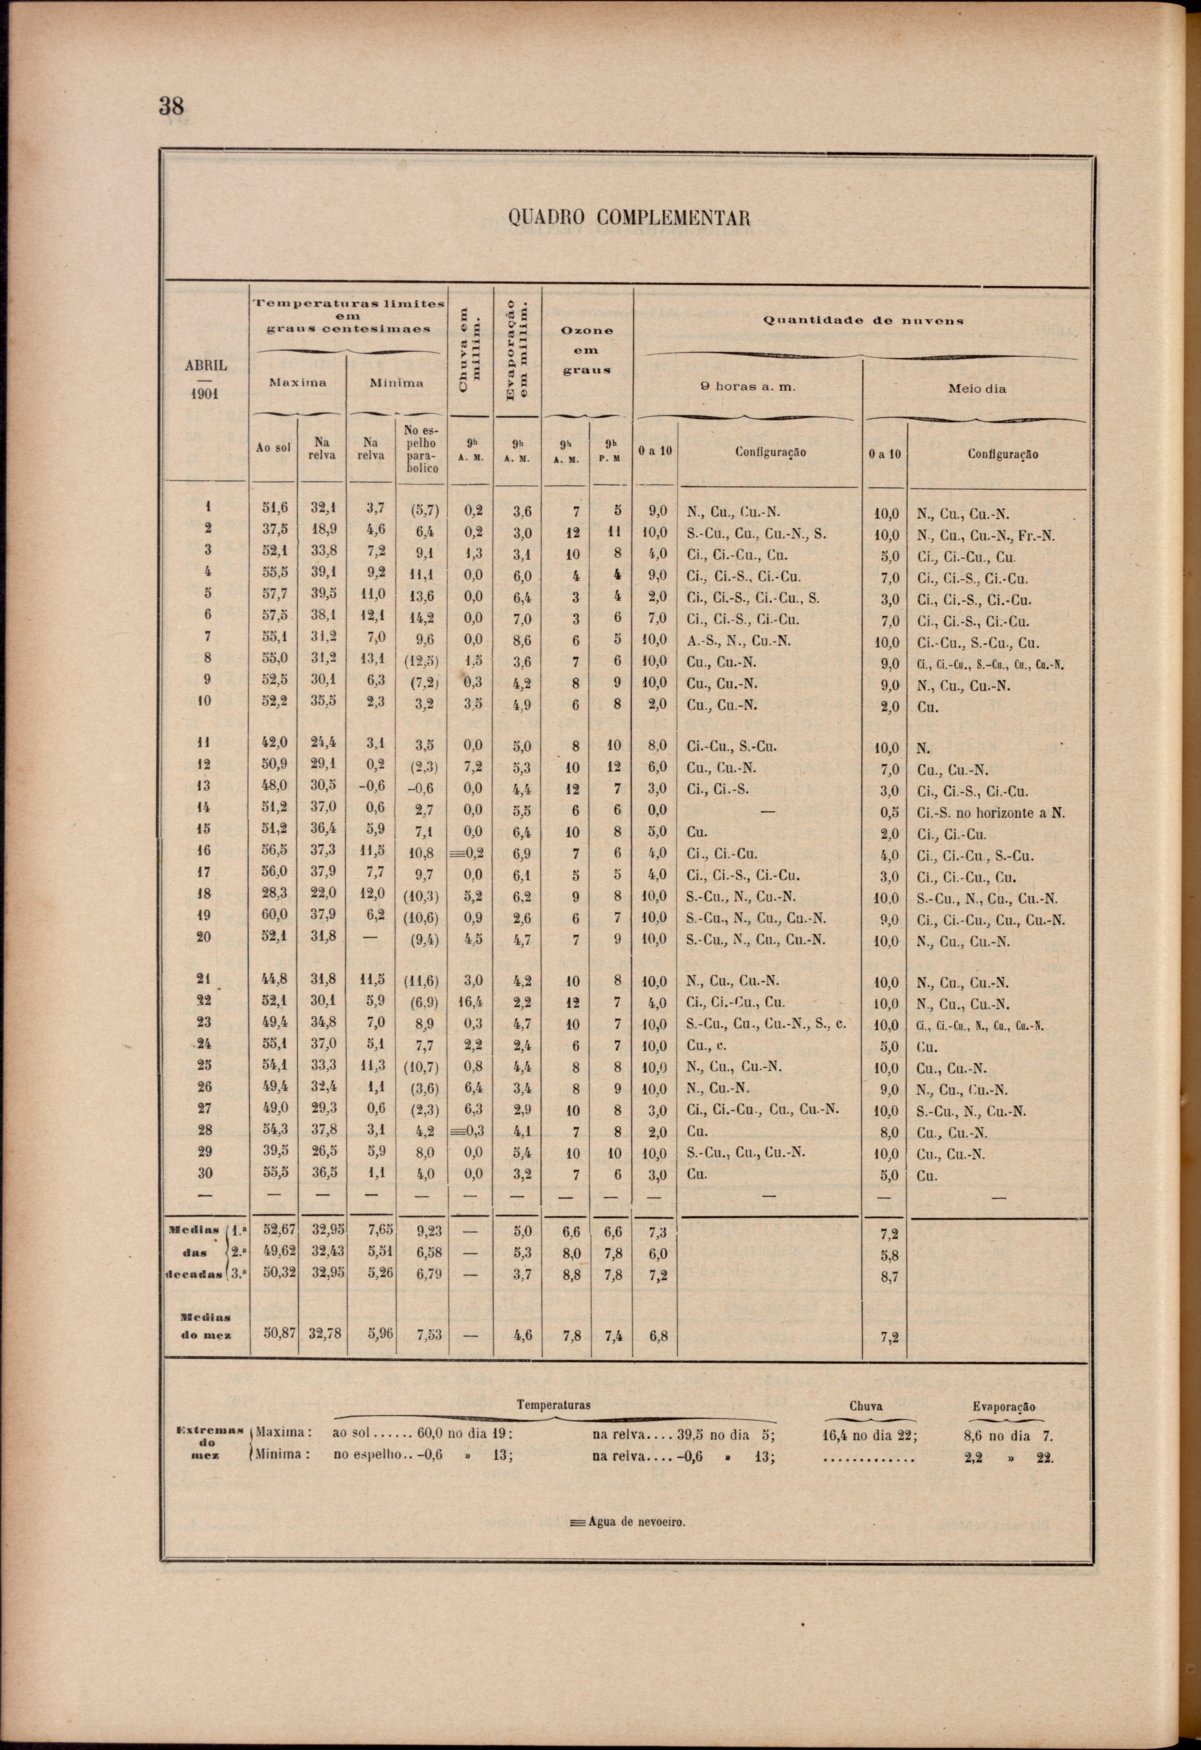 38
QUADRO COMPLEMENTAR
ABRIL
—
1901
Temperaturas limites
em
graus centesimaes
Maxima
Minima
Ao sol
Na relva
Na relva
No es-
pelho
para-
bolico
Chuva em
millim.
9h
A. M.
Evaporação
em millim.
9h
A. M.
Ozone
em
graus
9h
A. M.
9h
P. M
Quantidade de nuvens
9 horas a. m.
Meio dia
0 a 10
Configuração
0 a 10
Configuração
1 51,6 32,1 3,7 (5,7) 0,2 3,6 7 5 9,0 N., Cu., Cu.-N. 10,0 N., Cu., Cu.-N.
2 37,5 18,9 4,6 6,4 0,2 3,0 12 11 10,0 S.-Cu., Cu., Cu.-N., S. 10,0 N., Cu., Cu.-N., Fr.-N.
3 52,1 33,8 7,2 9,1 1,3 3,1 10 8 4,0 Ci., Ci.-Cu., Cu. 5,0 Ci., Ci.-Cu., Cu.
4 55,5 39,1 9,2 11,1 0,0 6,0 4 4 9,0 Ci., Ci.-S., Ci.-Cu. 7,0 Ci., Ci.-S., Ci.-Cu.
5 57,7 39,5 11,0 13,6 0,0 6,4 3 4 2,0 Ci., Ci.-S., Ci.-Cu., S. 3,0 Ci., Ci.-S., Ci.-Cu.
6 57,5 38,1 12,1 14,2 0,0 7,0 3 6 7,0 Ci., Ci.-S., Ci.-Cu. 7,0 Ci., Ci.-S., Ci.-Cu.
7 55,1 31,2 7,0 9,6 0,0 8,6 6 5 10,0 A.-S., N., Cu.-N. 10,0 Ci.-Cu., S.-Cu., Cu.
8 55,0 31,2 13,1 (12,5) 1,5 3,6 7 6 10,0 Cu., Cu.-N. 9,0 Ci., Ci.-Cu., S.-Cu., Cu., Cu.-N.
9 52,5 30,1 6,3 (7,2) 0,3 4,2 8 9 10,0 Cu., Cu.-N. 9,0 N., Cu., Cu.-N.
10 52,2 35,5 2,3 3,2 3,5 4,9 6 8 2,0 Cu., Cu.-N. 2,0 Cu.
11 42,0 24,4 3,1 3,5 0,0 5,0 8 10 8,0 Ci.-Cu., S.-Cu. 10,0 N.
12 50,9 29,1 0,2 (2,3) 7,2 5,3 10 12 6,0 Cu., Cu.-N. 7,0 Cu., Cu.-N.
13 48,0 30,5 -0,6 -0,6 0,0 4,4 12 7 3,0 Ci., Ci.-S. 3,0 Ci., Ci.-S., Ci.-Cu.
14 51,2 37,0 0,6 2,7 0,0 5,5 6 6 0,0 — 0,5 Ci.-S. no horizonte a N.
15 51,2 36,4 5,9 7,1 0,0 6,4 10 8 5,0 Cu. 2,0 Ci., Ci.-Cu.
16 56,5 37,3 11,5 10,8 ≡0,2 6,9 7 6 4,0 Ci., Ci.-Cu. 4,0 Ci., Ci.-Cu., S.-Cu.
17 56,0 37,9 7,7 9,7 0,0 6,1 5 5 4,0 Ci., Ci.-S., Ci.-Cu. 3,0 Ci., Ci.-Cu., Cu.
18 28,3 22,0 12,0 (10,3) 5,2 6,2 9 8 10,0 S.-Cu., N., Cu.-N. 10,0 S.-Cu., N., Cu., Cu.-N.
19 60,0 37,9 6,2 (10,6) 0,9 2,6 6 7 10,0 S.-Cu., N., Cu., Cu.-N. 9,0 Ci., Ci.-Cu., Cu., Cu.-N.
20 52,1 31,8 — (9,4) 4,5 4,7 7 9 10,0 S.-Cu., N., Cu., Cu.-N. 10,0 N., Cu., Cu.-N.
21 44,8 31,8 11,5 (11,6) 3,0 4,2 10 8 10,0 N., Cu., Cu.-N. 10,0 N., Cu., Cu.-N.
22 52,1 30,1 5,9 (6,9) 16,4 2,2 12 7 4,0 Ci., Ci.-Cu., Cu. 10,0 N., Cu., Cu.-N.
23 49,4 34,8 7,0 8,9 0,3 4,7 10 7 10,0 S.-Cu., Cu., Cu.-N., S., c. 10,0 Ci., Ci.-Cu., N., Cu., Cu.-N.
24 55,1 37,0 5,1 7,7 2,2 2,4 6 7 10,0 Cu., c. 5,0 Cu.
25 54,1 33,3 11,3 (10,7) 0,8 4,4 8 8 10,0 N., Cu., Cu.-N. 10,0 Cu., Cu.-N.
26 49,4 32,4 1,1 (3,6) 6,4 3,4 8 9 10,0 N., Cu.-N. 9,0 N., Cu., Cu.-N.
27 49,0 29,3 0,6 (2,3) 6,3 2,9 10 8 3,0 Ci., Ci.-Cu., Cu., Cu.-N. 10,0 S.-Cu., N., Cu.-N.
28 54,3 37,8 3,1 4,2 ≡0,3 4,1 7 8 2,0 Cu. 8,0 Cu., Cu.-N.
29 39,5 26,5 5,9 8,0 0,0 5,4 10 10 10,0 S.-Cu., Cu., Cu.-N. 10,0 Cu., Cu.-N.
30 55,5 36,5 1,1 4,0 0,0 3,2 7 6 3,0 Cu. 5,0 Cu.
— — — — — — — — — — — — —
Medias 1.ª 52,67 32,95 7,65 9,23 — 5,0 6,6 6,6 7,3 7,2
das 2.ª 49,62 32,43 5,51 6,58 — 5,3 8,0 7,8 6,0 5,8
decadas 3.ª 50,32 32,95 5,26 6,79 — 3,7 8,8 7,8 7,2 8,7
Medias
do mez 50,87 32,78 5,96 7,53 — 4,6 7,8 7,4 6,8 7,2
Temperaturas Chuva Evaporação
Extremas do mez
Maxima: ao sol...... 60,0 no dia 19: na relva.... 39,5 no dia 5; 16,4 no dia 22; 8,6 no dia 7.
Minima: no espelho.. -0,6 » 13; na relva.... -0,6 » 13; ............. 2,2 » 22.
≡ Agua de nevoeiro.